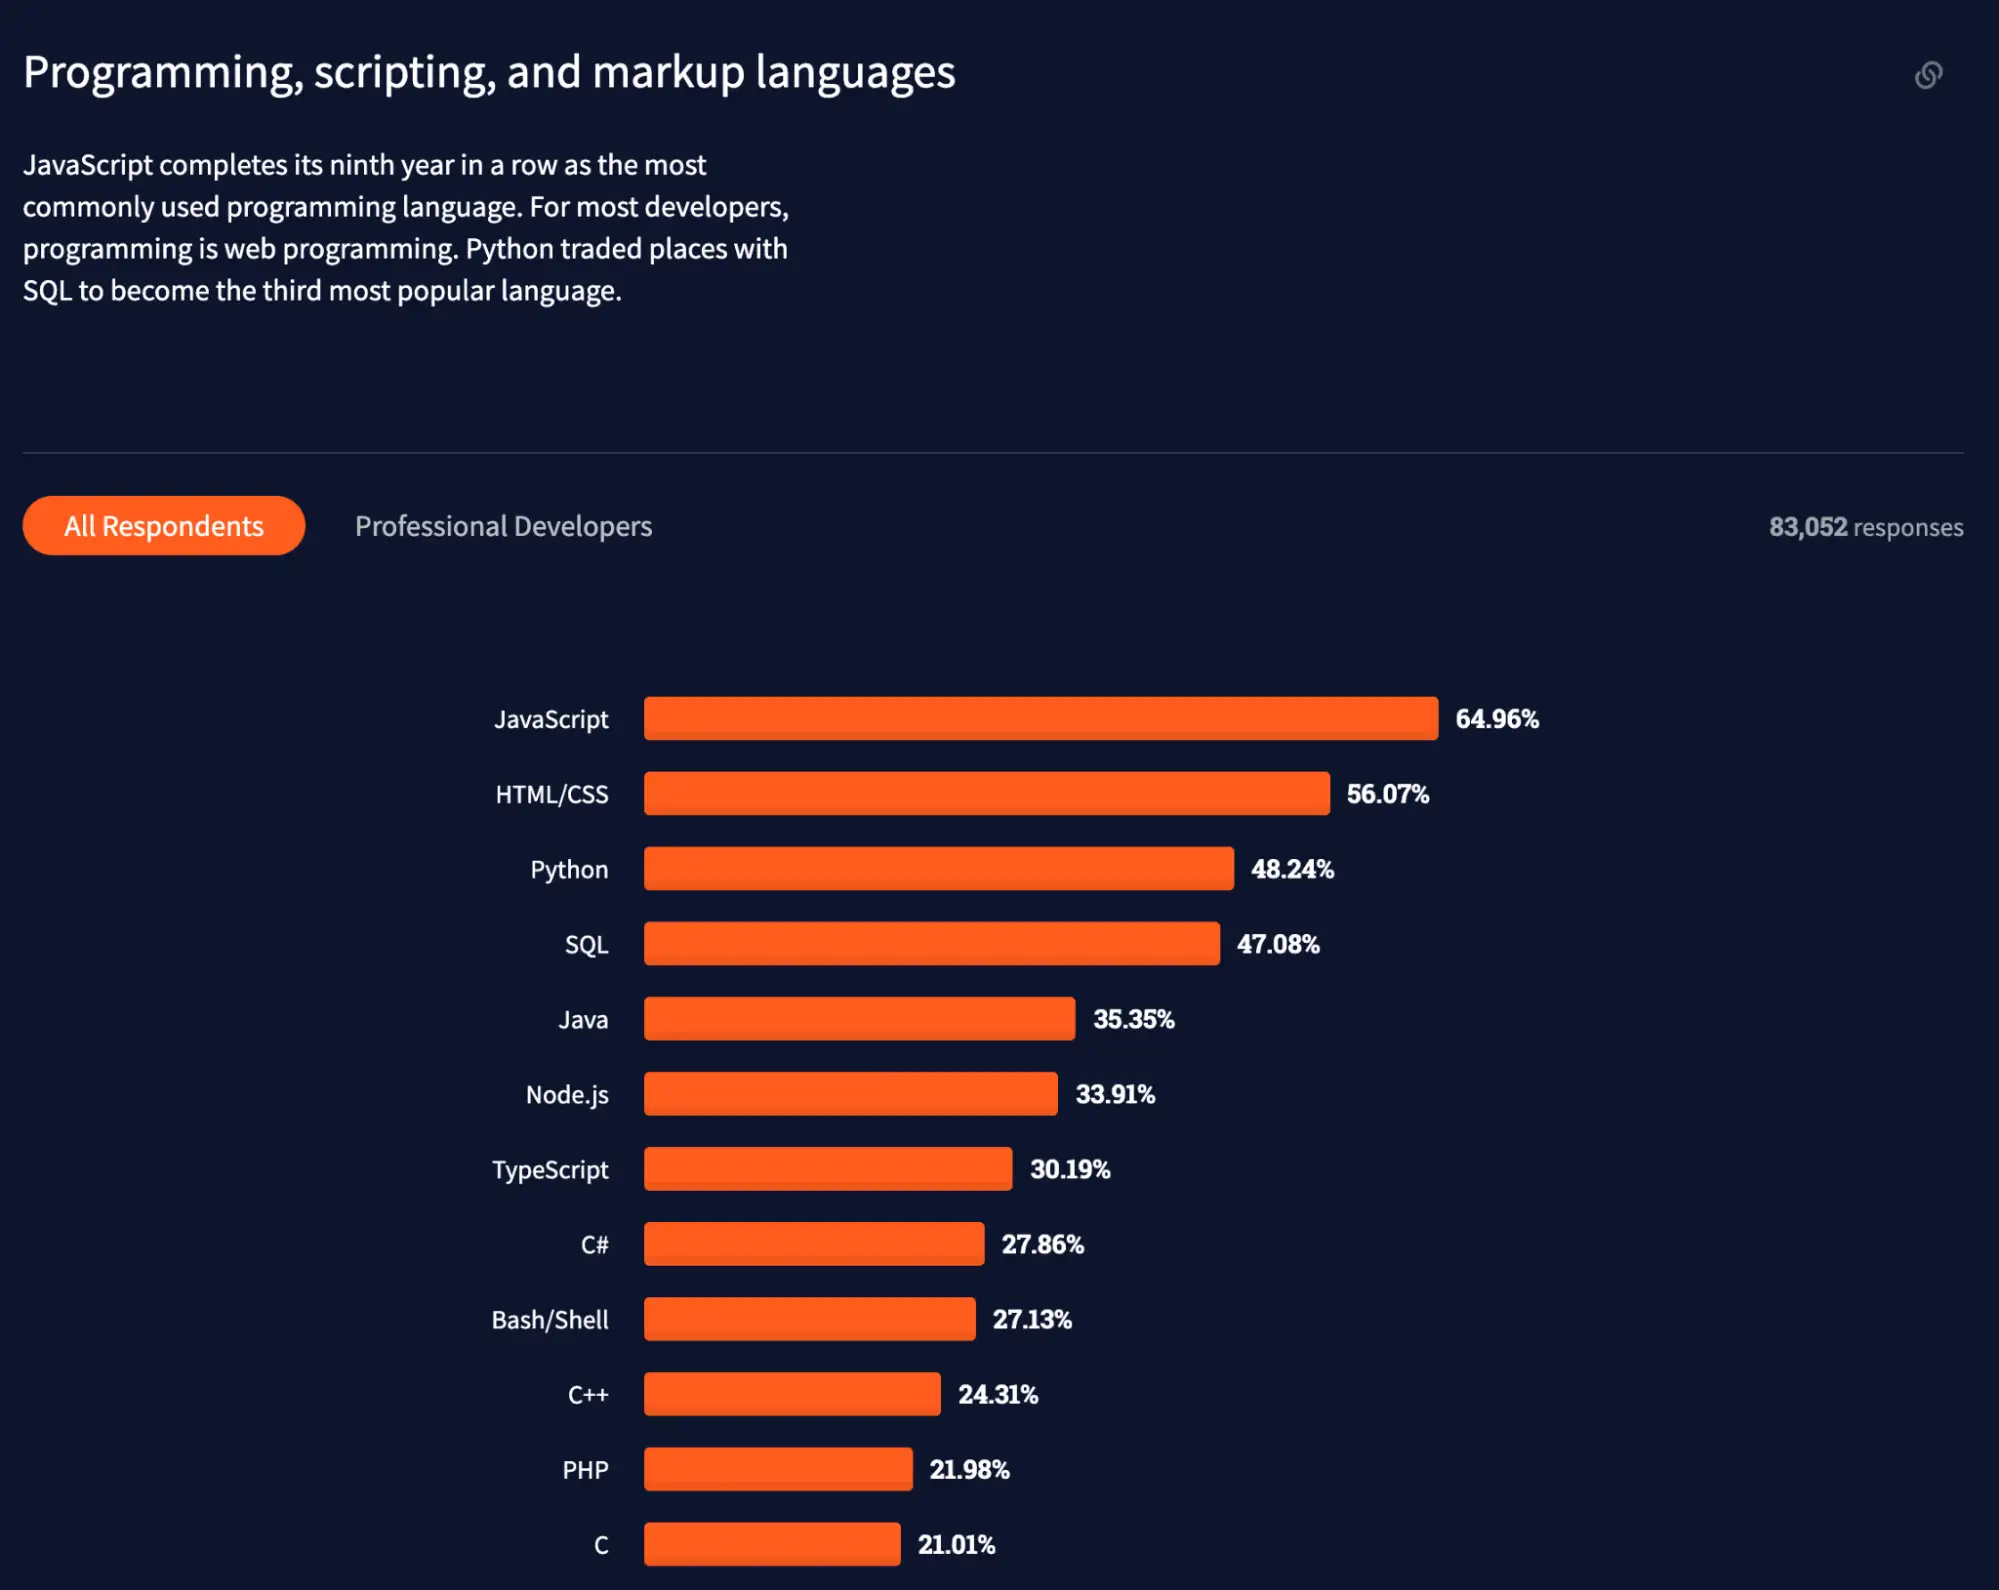 Programming, scripting, and markup languages
JavaScript completes its ninth year in a row as the most
commonly used programming language. For most developers,
programming is web programming. Python traded places with
SQL to become the third most popular language.
All Respondents
Professional Developers
83,052 responses
JavaScript 64.96%
HTML/CSS 56.07%
Python 48.24%
SQL 47.08%
Java 35.35%
Node.js 33.91%
TypeScript 30.19%
C# 27.86%
Bash/Shell 27.13%
C++ 24.31%
PHP 21.98%
C 21.01%